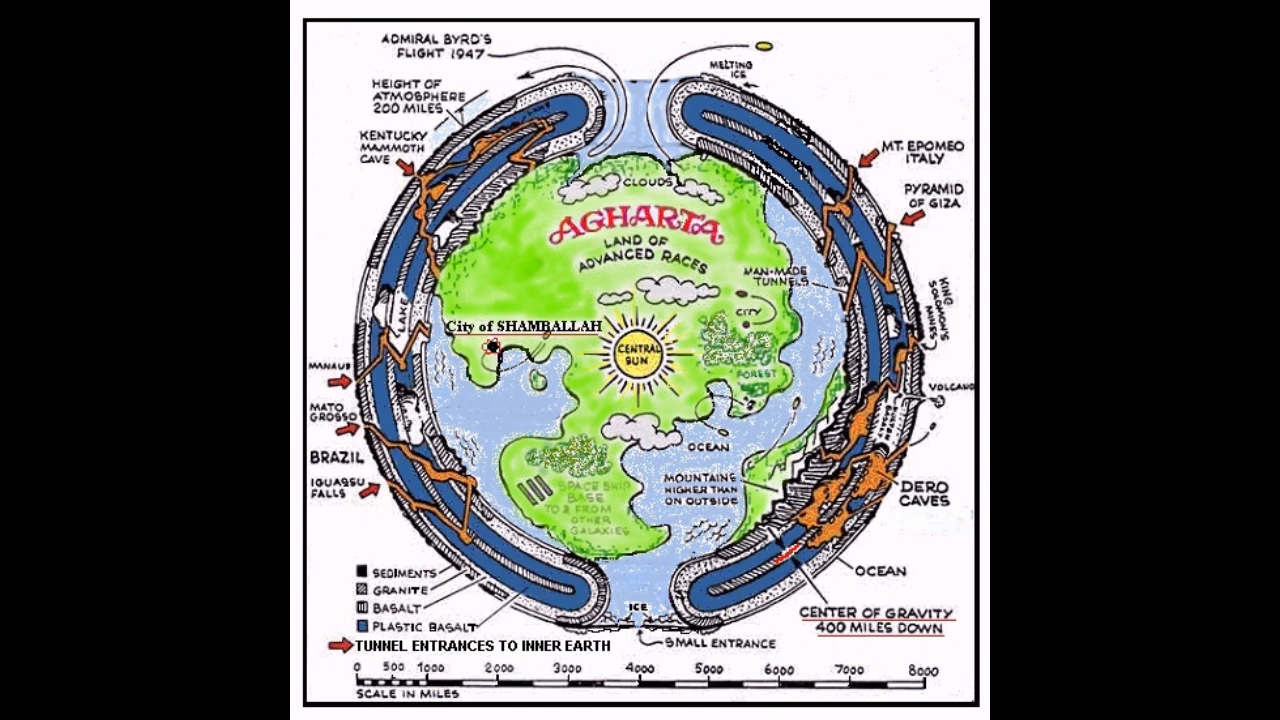 ADMIRAL BYRD'S
FLIGHT 1947
MELTING
ICE
HEIGHT OF
ATMOSPHERE
200 MILES
KENTUCKY
MAMMOTH
CAVE
MT. EPOMEO
ITALY
PYRAMID
OF GIZA
CLOUDS
AGHARTA
LAND OF
ADVANCED RACES
MAN-MADE
TUNNELS
KING
SOLOMON'S
MINES
LAKE
CITY
City of SHAMBALLAH
CENTRAL
SUN
FOREST
MANAUS
VOLCANO
MATO
GROSSO
BRAZIL
OCEAN
IGUASSU
FALLS
MOUNTAINS
HIGHER THAN
ON OUTSIDE
SPACE SHIP
BASE
TO & FROM
OTHER
GALAXIES
DERO
CAVES
SEDIMENTS
GRANITE
BASALT
PLASTIC BASALT
OCEAN
ICE
CENTER OF GRAVITY
400 MILES DOWN
SMALL ENTRANCE
TUNNEL ENTRANCES TO INNER EARTH
0 500 1000 2000 3000 4000 5000 6000 7000 8000
SCALE IN MILES